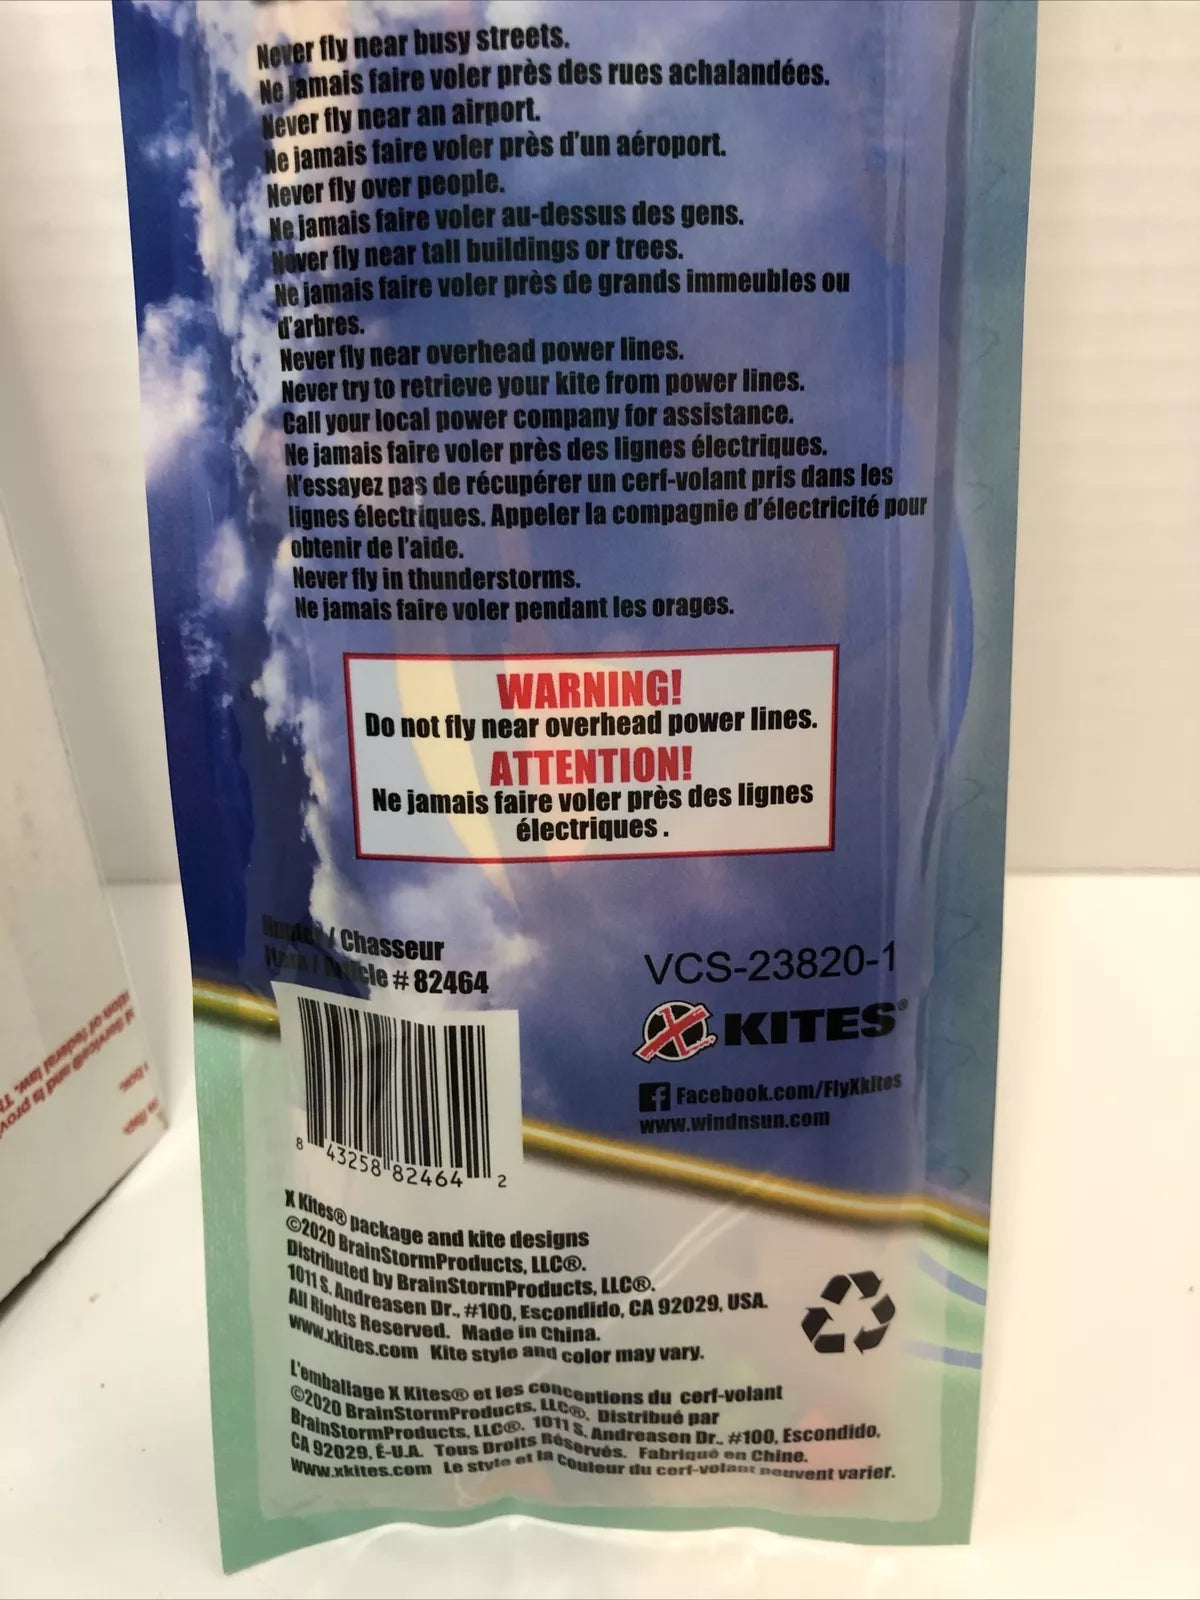 Never fly near busy streets.
Ne jamais faire voler près des rues achalandées.
Never fly near an airport.
Ne jamais faire voler près d'un aéroport.
Never fly over people.
Ne jamais faire voler au-dessus des gens.
Never fly near tall buildings or trees.
Ne jamais faire voler près de grands immeubles ou
d'arbres.
Never fly near overhead power lines.
Never try to retrieve your kite from power lines.
Call your local power company for assistance.
Ne jamais faire voler près des lignes électriques.
N'essayez pas de récupérer un cerf-volant pris dans les
lignes électriques. Appeler la compagnie d'électricité pour
obtenir de l'aide.
Never fly in thunderstorms.
Ne jamais faire voler pendant les orages.
WARNING!
Do not fly near overhead power lines.
ATTENTION!
Ne jamais faire voler près des lignes
électriques.
/ Chasseur
Item / Article # 82464
VCS-23820-1
X KITES®
Facebook.com/FlyXkites
www.windnsun.com
8 43258 82464 2
X Kites® package and kite designs
©2020 BrainStormProducts, LLC®.
Distributed by BrainStormProducts, LLC®.
1011 S. Andreasen Dr., #100, Escondido, CA 92029, USA.
All Rights Reserved. Made in China.
www.xkites.com Kite style and color may vary.
L'emballage X Kites® et les conceptions du cerf-volant
©2020 BrainStormProducts, LLC®. Distribué par
BrainStormProducts, LLC®. 1011 S. Andreasen Dr., #100, Escondido,
CA 92029, É-U.A. Tous Droits Réservés. Fabriqué en Chine.
www.xkites.com Le style et la couleur du cerf-volant peuvent varier.